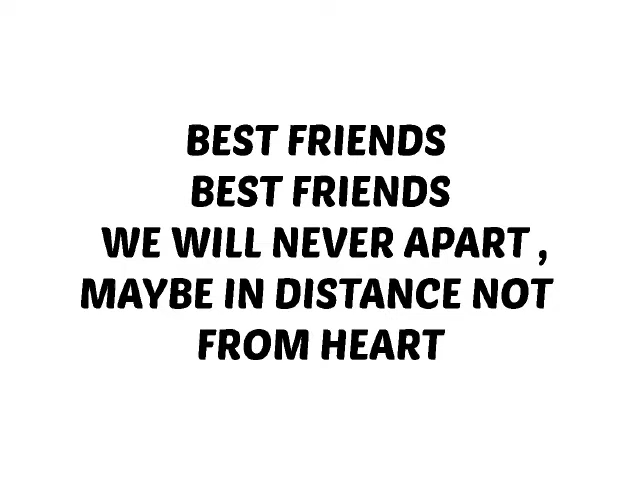 BEST FRIENDS
BEST FRIENDS
WE WILL NEVER APART ,
MAYBE IN DISTANCE NOT
FROM HEART